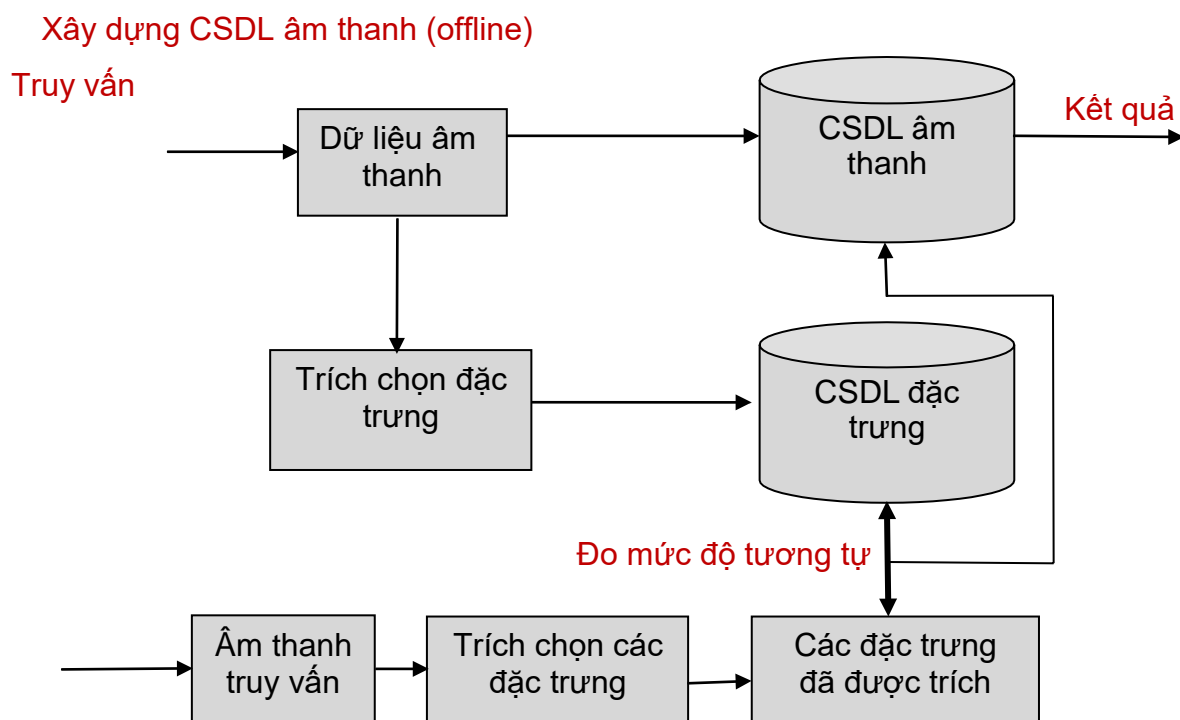 Xây dựng CSDL âm thanh (offline)
Truy vấn
Dữ liệu âm
thanh
CSDL âm
thanh
Kết quả
Trích chọn đặc
trưng
CSDL đặc
trưng
Đo mức độ tương tự
Âm thanh
truy vấn
Trích chọn các
đặc trưng
Các đặc trưng
đã được trích